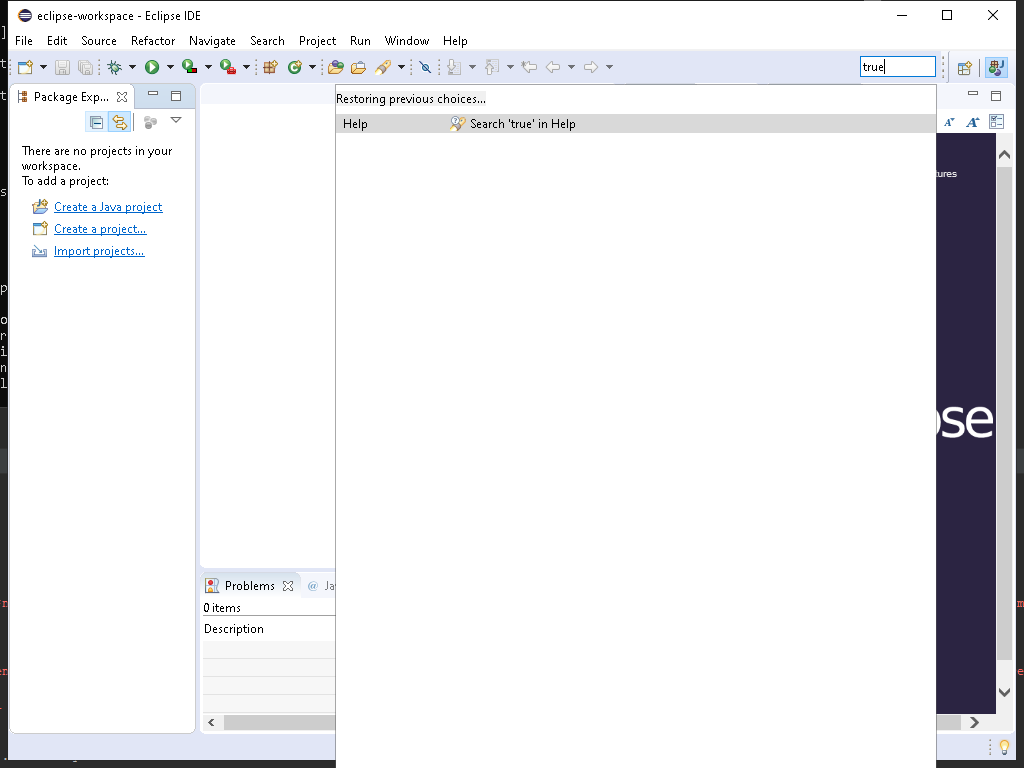 eclipse-workspace - Eclipse IDE
File Edit Source Refactor Navigate Search Project Run Window Help
true
Package Exp...
Restoring previous choices...
Help Search 'true' in Help
There are no projects in your
workspace.
To add a project:
Create a Java project
Create a project...
Import projects...
tures
ose
Problems @ Ja
0 items
Description